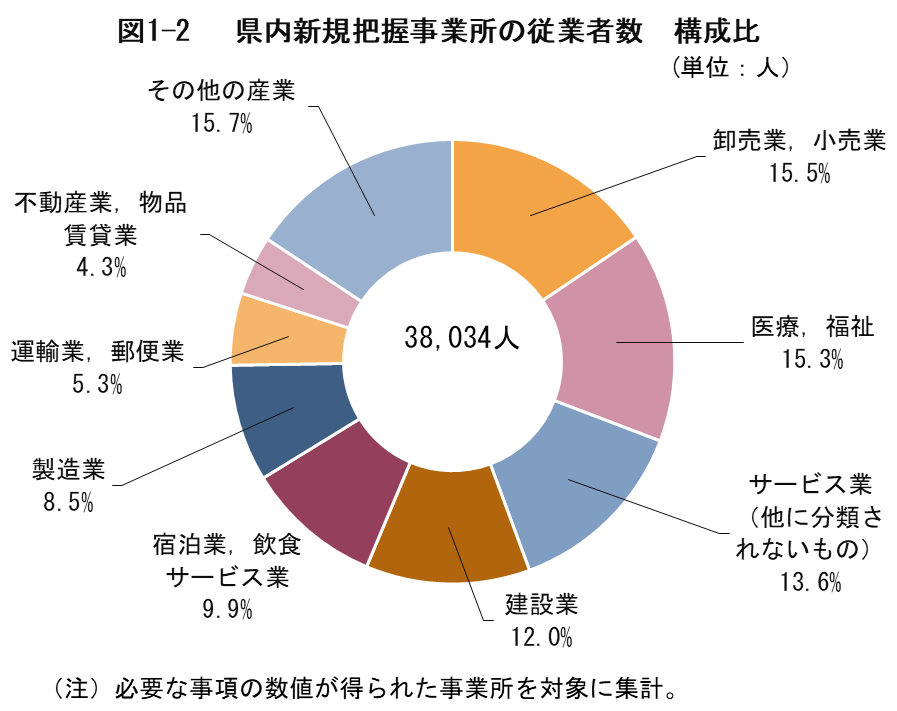 図1-2　県内新規把握事業所の従業者数　構成比
（単位：人）
その他の産業
15.7%
卸売業，小売業
15.5%
不動産業，物品
賃貸業
4.3%
38,034人
医療，福祉
15.3%
運輸業，郵便業
5.3%
製造業
8.5%
サービス業
（他に分類さ
れないもの）
13.6%
宿泊業，飲食
サービス業
9.9%
建設業
12.0%
（注）必要な事項の数値が得られた事業所を対象に集計。